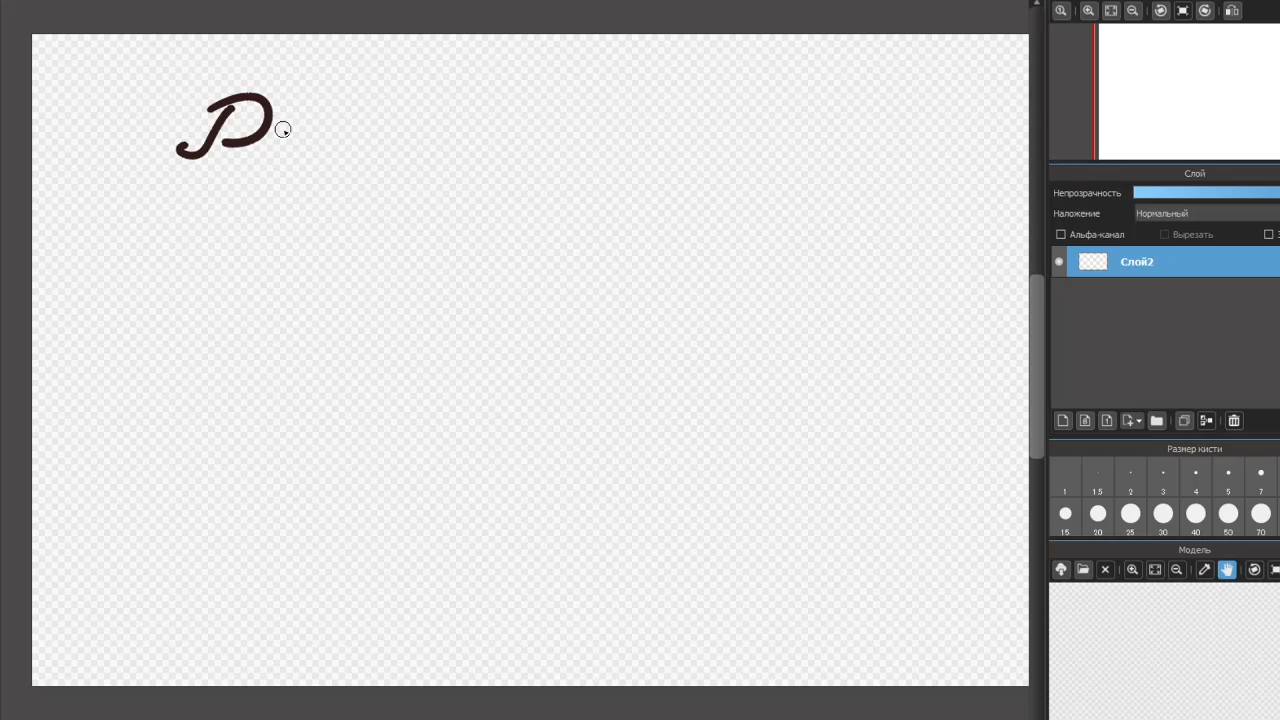 Р
Слой
Непрозрачность
Наложение Нормальный
Альфа-канал Вырезать
Слой2
Размер кисти
1 1.5 2 3 4 5 7
15 20 25 30 40 50 70
Модель